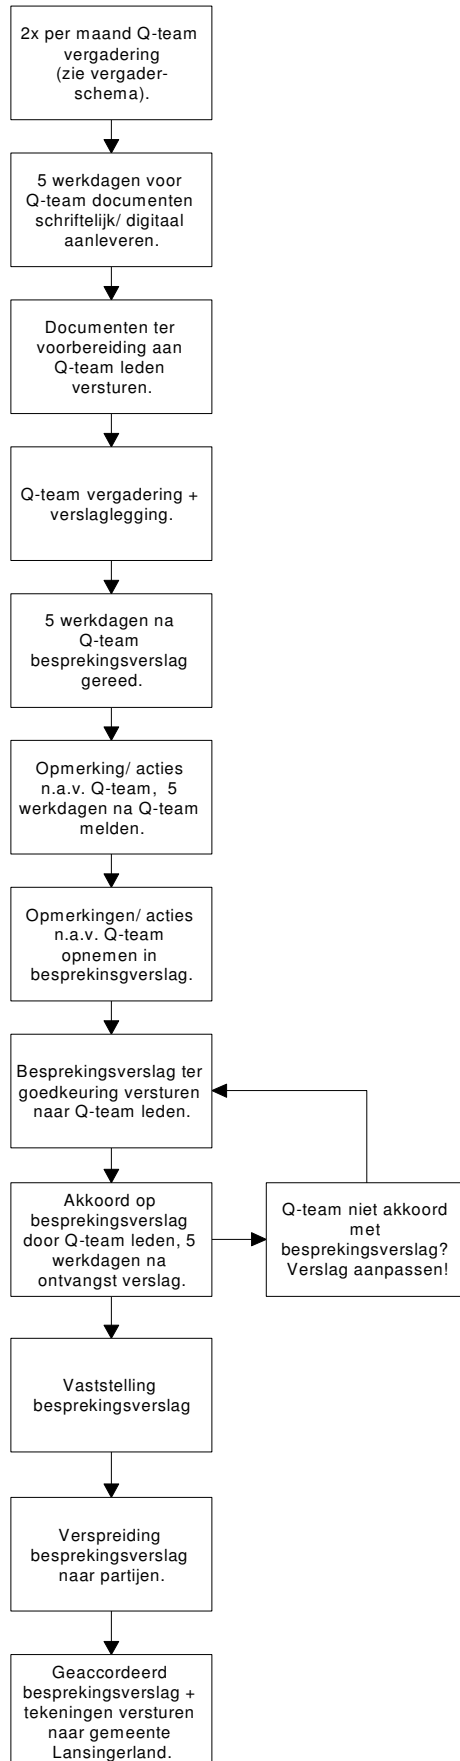 2x per maand Q-team
vergadering
(zie vergader-
schema).
5 werkdagen voor
Q-team documenten
schriftelijk/ digitaal
aanleveren.
Documenten ter
voorbereiding aan
Q-team leden
versturen.
Q-team vergadering +
verslaglegging.
5 werkdagen na
Q-team
besprekingsverslag
gereed.
Opmerking/ acties
n.a.v. Q-team, 5
werkdagen na Q-team
melden.
Opmerkingen/ acties
n.a.v. Q-team
opnemen in
besprekinsgverslag.
Besprekingsverslag ter
goedkeuring versturen
naar Q-team leden.
Akkoord op
besprekingsverslag
door Q-team leden, 5
werkdagen na
ontvangst verslag.
Q-team niet akkoord
met
besprekingsverslag?
Verslag aanpassen!
Vaststelling
besprekingsverslag
Verspreiding
besprekingsverslag
naar partijen.
Geaccordeerd
besprekingsverslag +
tekeningen versturen
naar gemeente
Lansingerland.